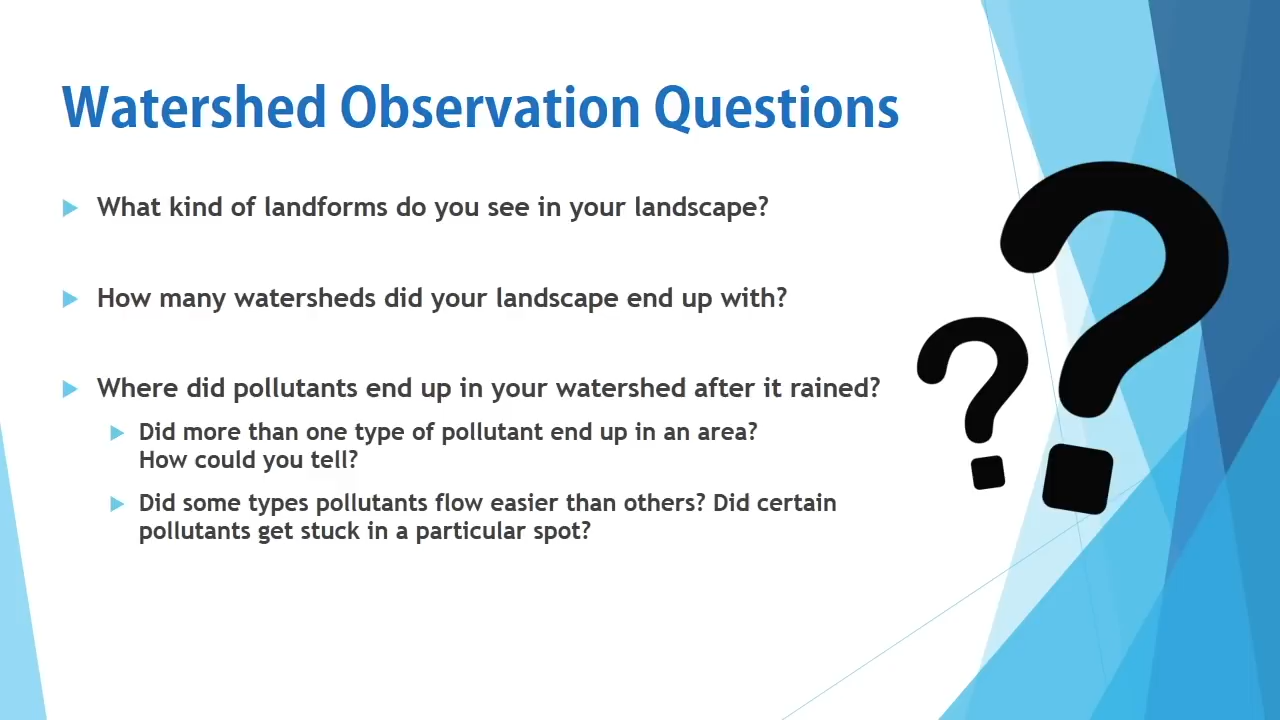 Watershed Observation Questions
What kind of landforms do you see in your landscape?
How many watersheds did your landscape end up with?
Where did pollutants end up in your watershed after it rained?
Did more than one type of pollutant end up in an area?
How could you tell?
Did some types pollutants flow easier than others? Did certain
pollutants get stuck in a particular spot?
??